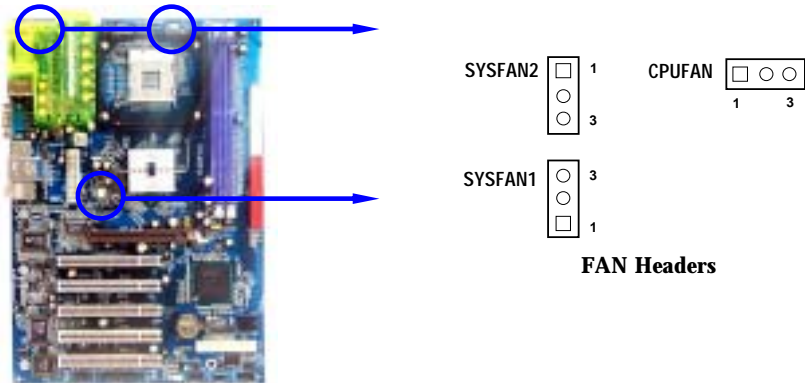 SYSFAN2 1
3
CPUFAN
1 3
SYSFAN1 3
1
FAN Headers